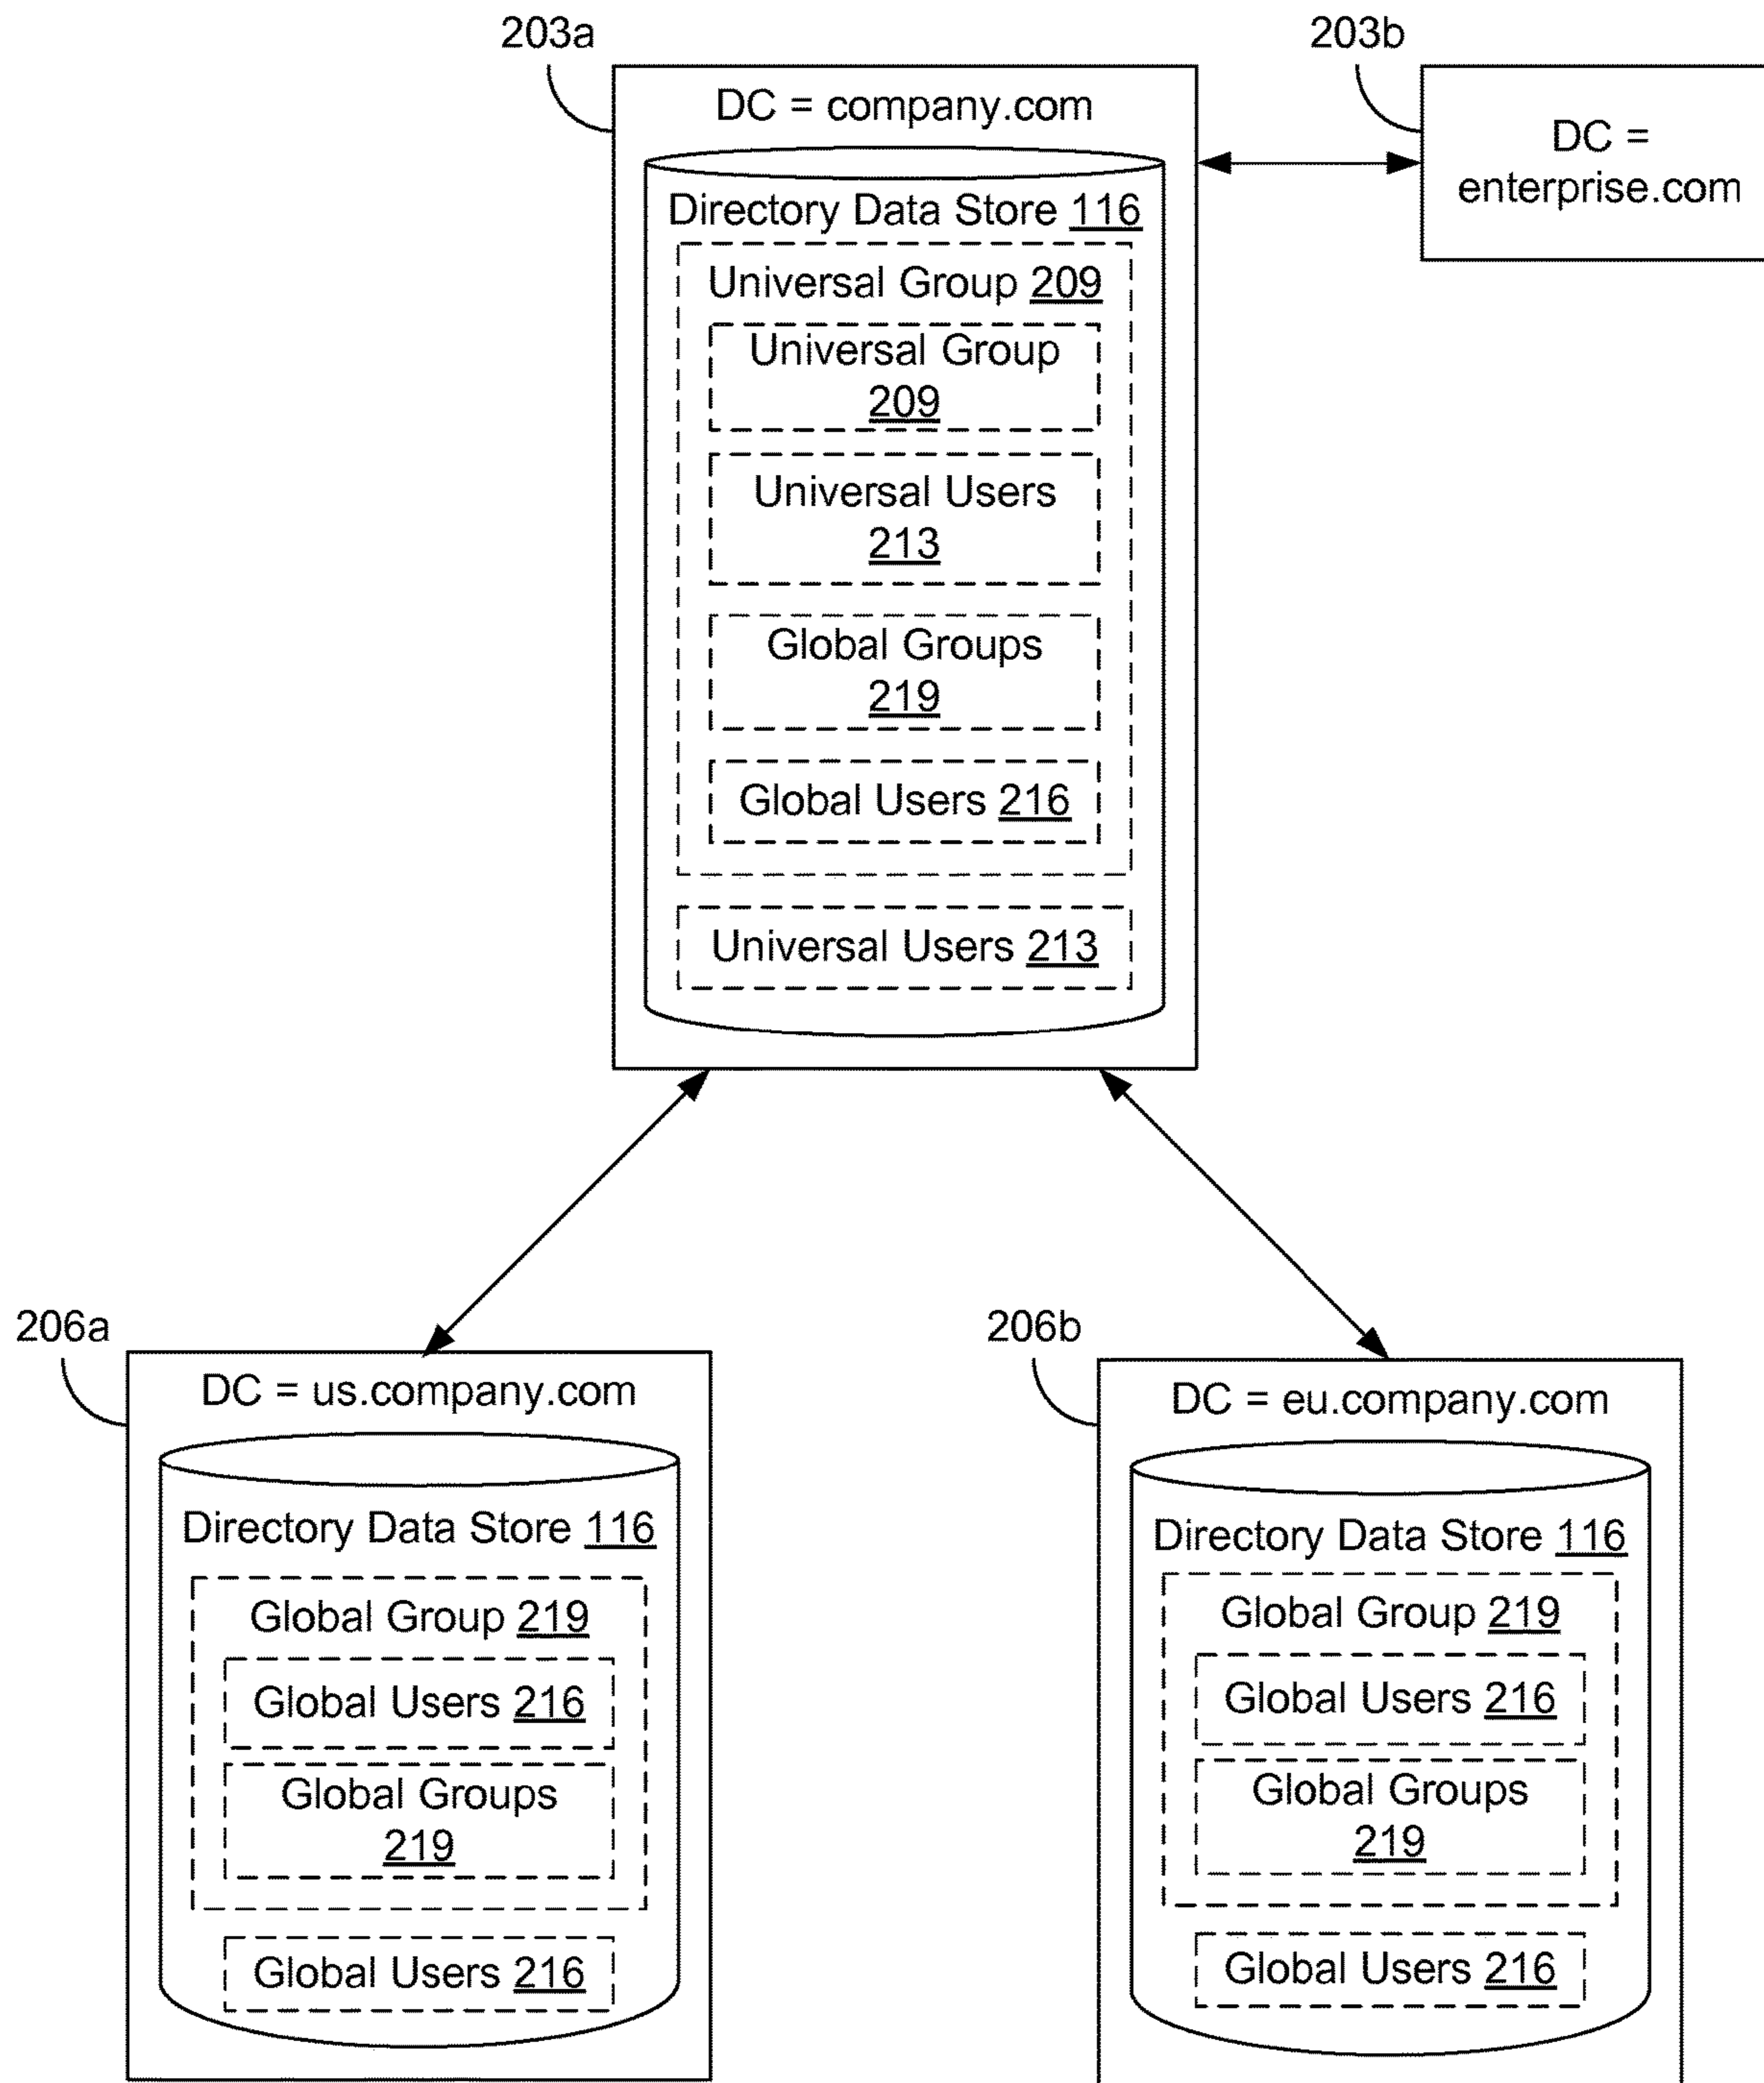 203a
203b
DC = company.com
DC =
enterprise.com
Directory Data Store 116
Universal Group 209
Universal Group
209
Universal Users
213
Global Groups
219
Global Users 216
Universal Users 213
206a
206b
DC = us.company.com
Directory Data Store 116
Global Group 219
Global Users 216
Global Groups
219
Global Users 216
DC = eu.company.com
Directory Data Store 116
Global Group 219
Global Users 216
Global Groups
219
Global Users 216